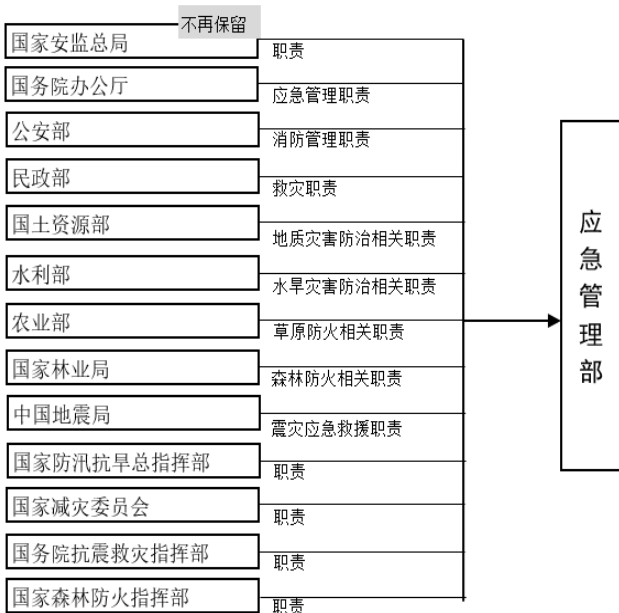 不再保留
国家安监总局
职责
国务院办公厅
应急管理职责
公安部
消防管理职责
民政部
救灾职责
国土资源部
地质灾害防治相关职责
水利部
水旱灾害防治相关职责
农业部
草原防火相关职责
国家林业局
森林防火相关职责
中国地震局
震灾应急救援职责
国家防汛抗旱总指挥部
职责
国家减灾委员会
职责
国务院抗震救灾指挥部
职责
国家森林防火指挥部
职责
应急管理部